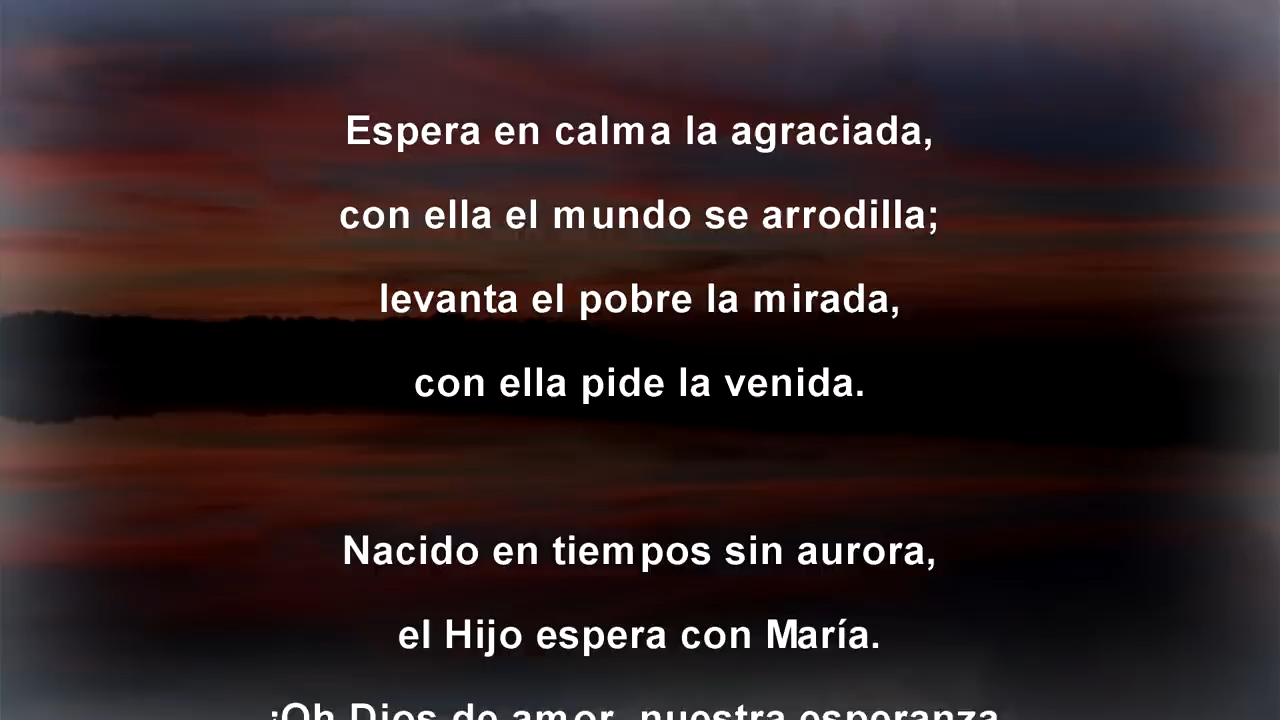 Espera en calma la agraciada,
con ella el mundo se arrodilla;
levanta el pobre la mirada,
con ella pide la venida.
Nacido en tiempos sin aurora,
el Hijo espera con María.
¡Oh Dios de amor, nuestra esperanza